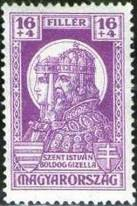 FILLÉR
16 16
+4 +4
SZENT ISTVÁN
BOLDOG GIZELLA
MAGYARORSZÁG